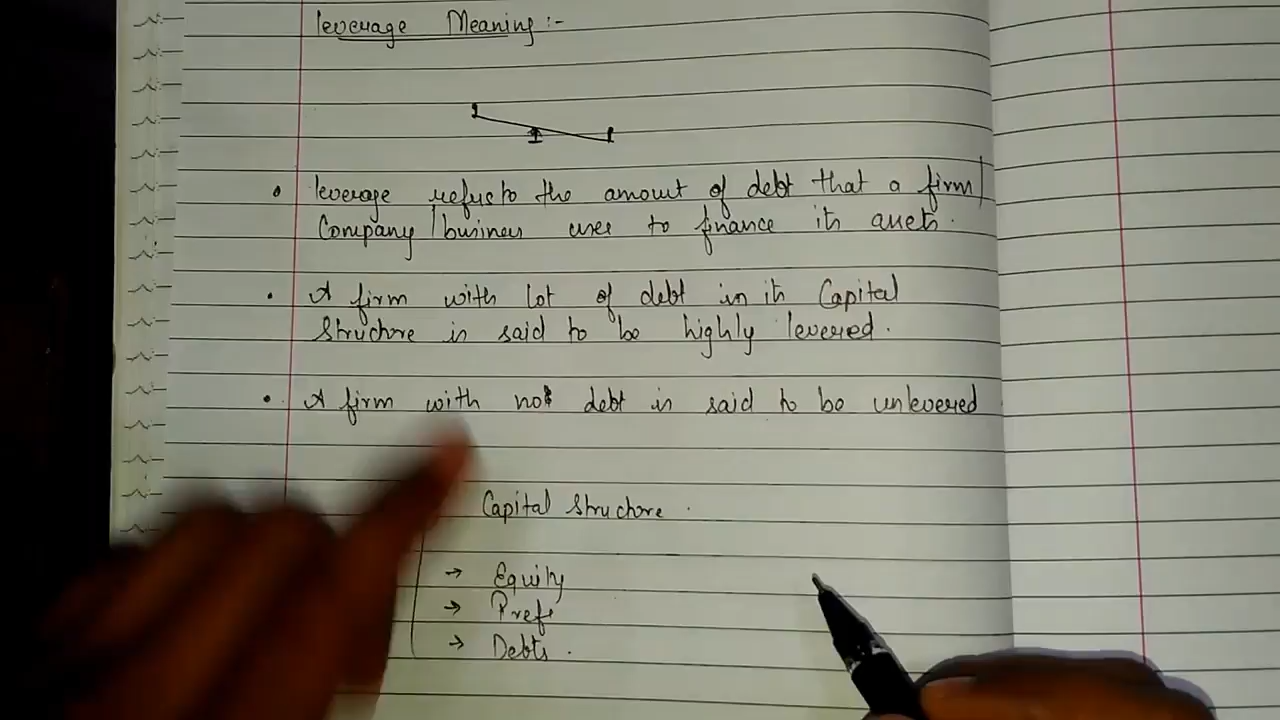 leverage Meaning :-
• leverage refers to the amount of debt that a firm/
Company / business uses to finance its assets.
• A firm with lot of debt in its Capital
Structure is said to be highly levered.
• A firm with no debt is said to be unlevered
Capital Structure.
→ Equity
→ Pref
→ Debts.